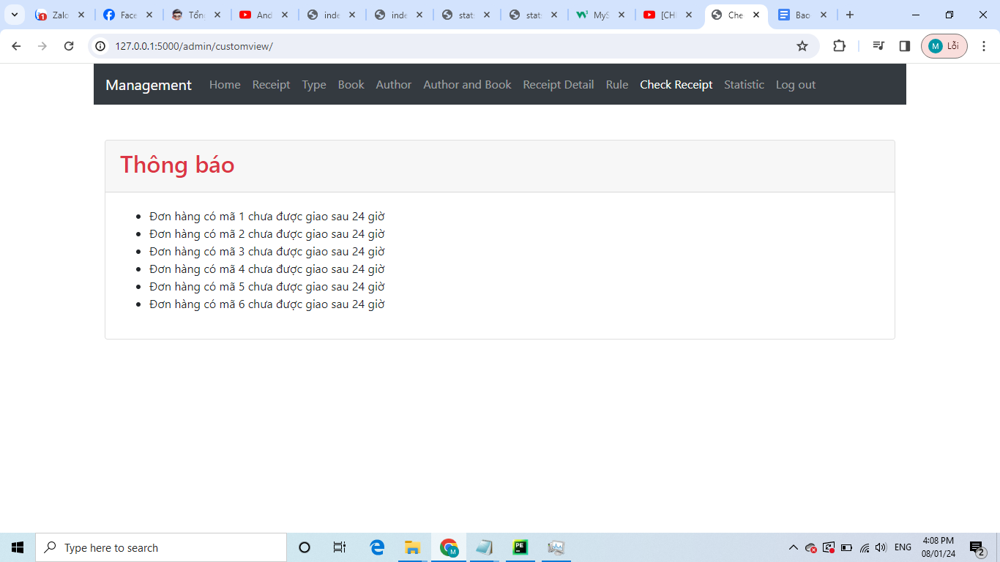 Zalo
Face
Tổn
And
inde
inde
stat
stat
MyS
[CH
Che
Bao
127.0.0.1:5000/admin/customview/
M
Lỗi
Management Home Receipt Type Book Author Author and Book Receipt Detail Rule Check Receipt Statistic Log out
Thông báo
Đơn hàng có mã 1 chưa được giao sau 24 giờ
Đơn hàng có mã 2 chưa được giao sau 24 giờ
Đơn hàng có mã 3 chưa được giao sau 24 giờ
Đơn hàng có mã 4 chưa được giao sau 24 giờ
Đơn hàng có mã 5 chưa được giao sau 24 giờ
Đơn hàng có mã 6 chưa được giao sau 24 giờ
Type here to search
PE
M
ENG
4:08 PM
08/01/24
2